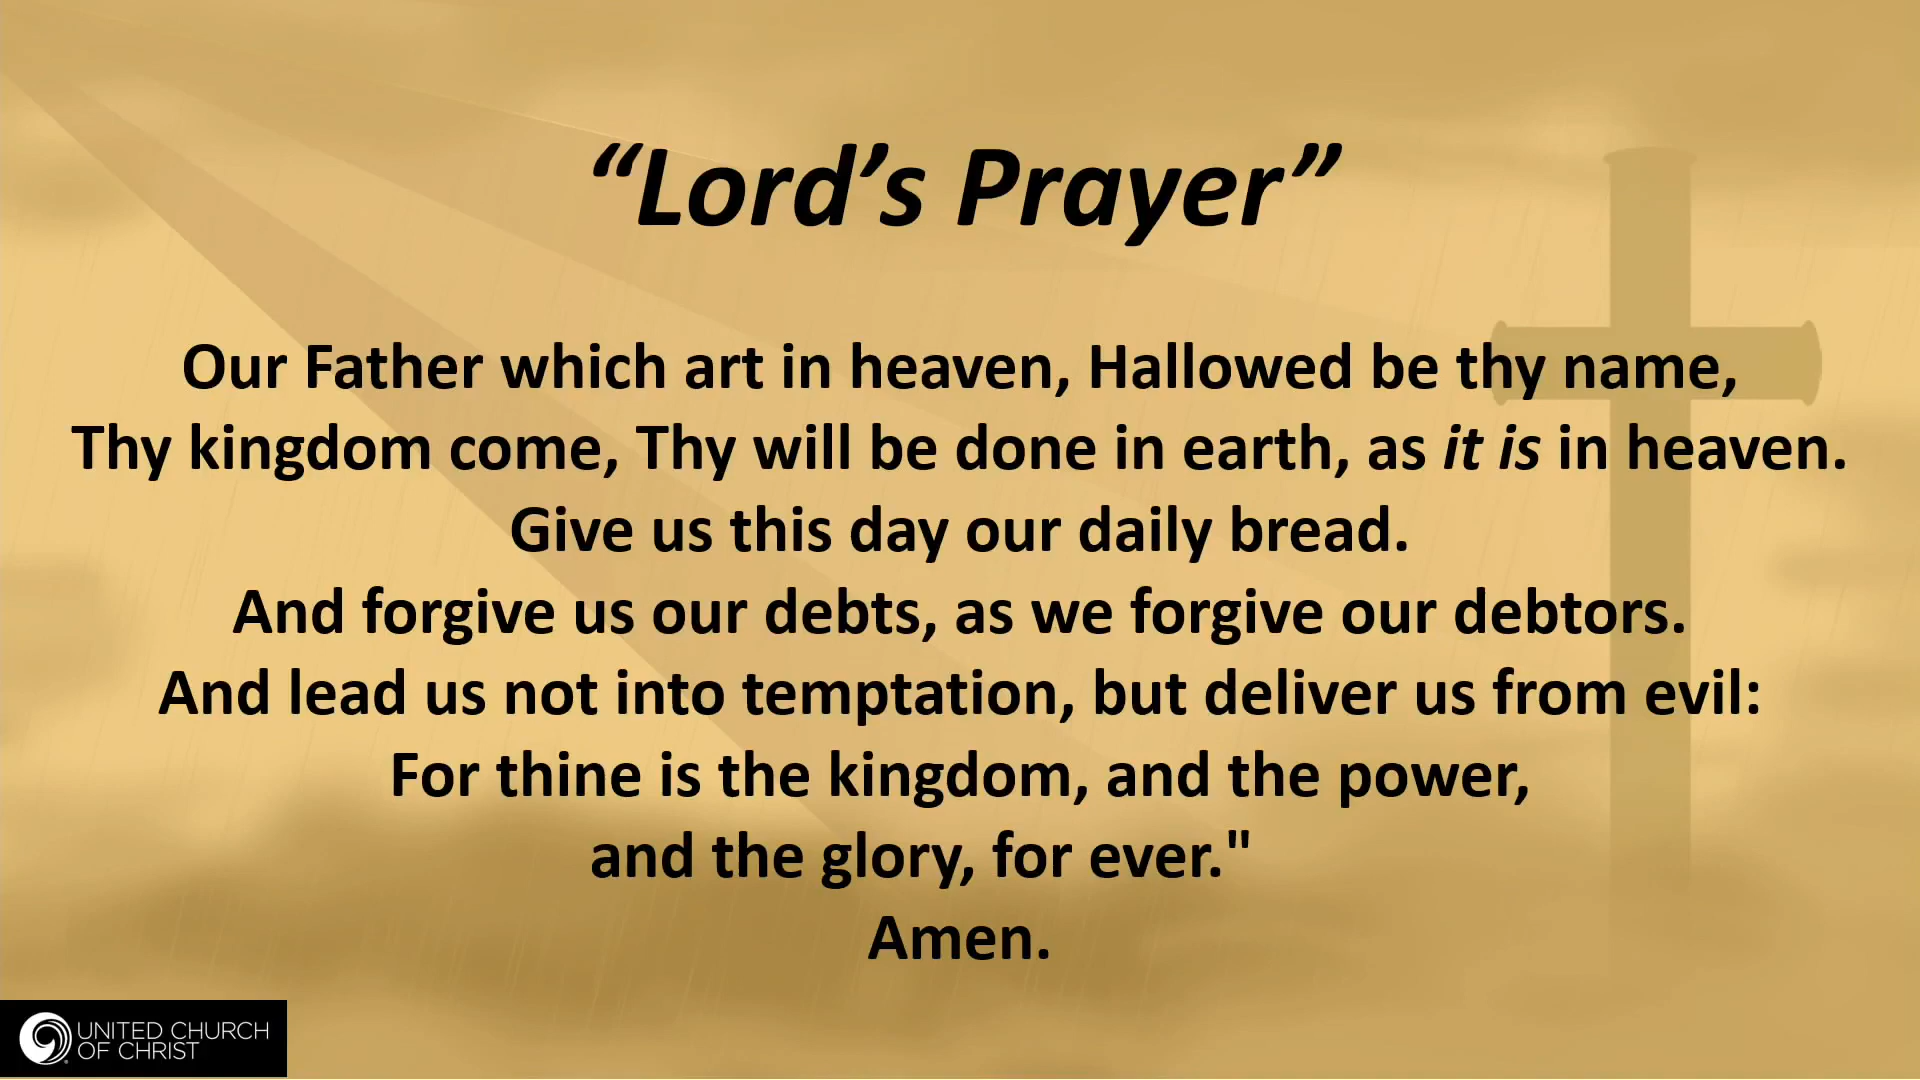 “Lord’s Prayer”
Our Father which art in heaven, Hallowed be thy name,
Thy kingdom come, Thy will be done in earth, as it is in heaven.
Give us this day our daily bread.
And forgive us our debts, as we forgive our debtors.
And lead us not into temptation, but deliver us from evil:
For thine is the kingdom, and the power,
and the glory, for ever."
Amen.
UNITED CHURCH
OF CHRIST